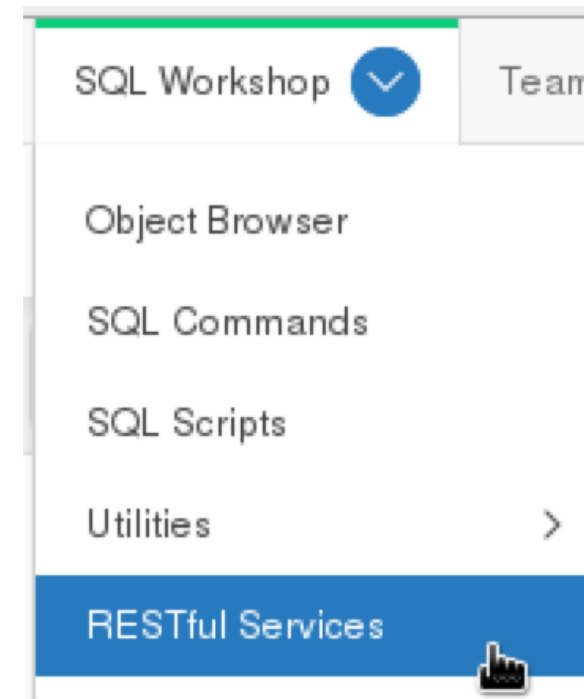 SQL Workshop Team
Object Browser
SQL Commands
SQL Scripts
Utilities
RESTful Services